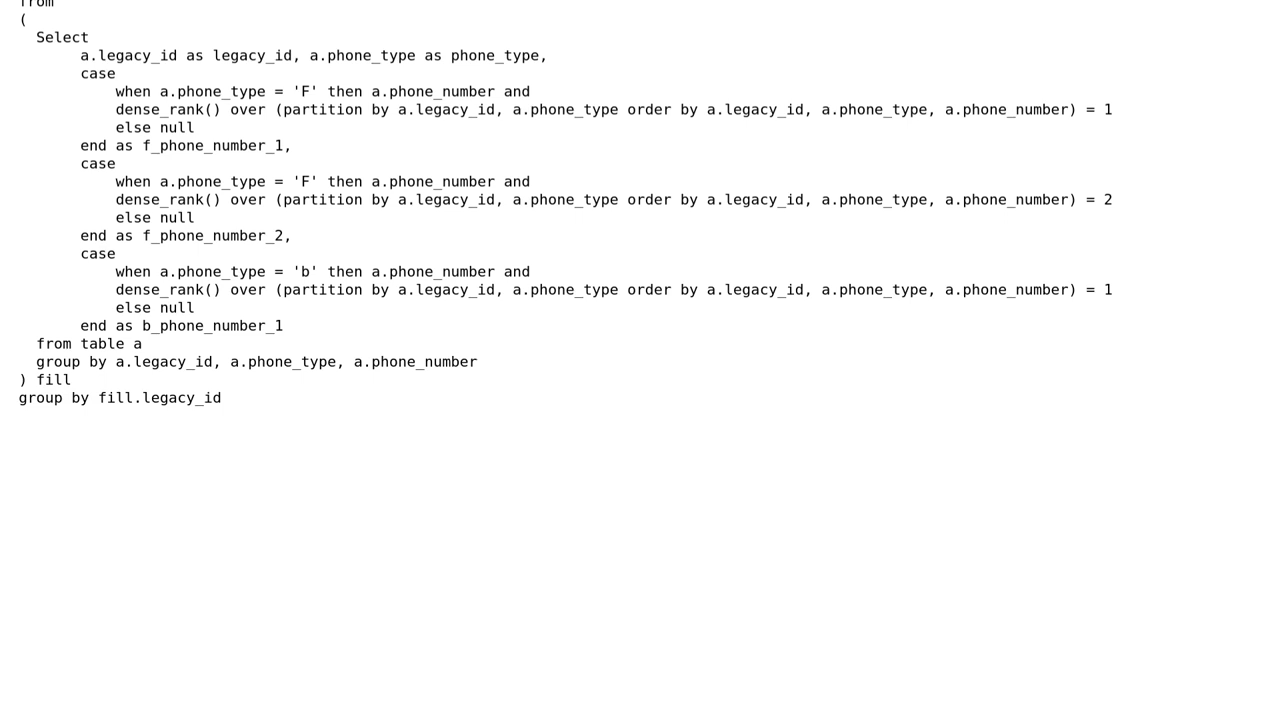 from
(
Select
a.legacy_id as legacy_id, a.phone_type as phone_type,
case
when a.phone_type = 'F' then a.phone_number and
dense_rank() over (partition by a.legacy_id, a.phone_type order by a.legacy_id, a.phone_type, a.phone_number) = 1
else null
end as f_phone_number_1,
case
when a.phone_type = 'F' then a.phone_number and
dense_rank() over (partition by a.legacy_id, a.phone_type order by a.legacy_id, a.phone_type, a.phone_number) = 2
else null
end as f_phone_number_2,
case
when a.phone_type = 'b' then a.phone_number and
dense_rank() over (partition by a.legacy_id, a.phone_type order by a.legacy_id, a.phone_type, a.phone_number) = 1
else null
end as b_phone_number_1
from table a
group by a.legacy_id, a.phone_type, a.phone_number
) fill
group by fill.legacy_id